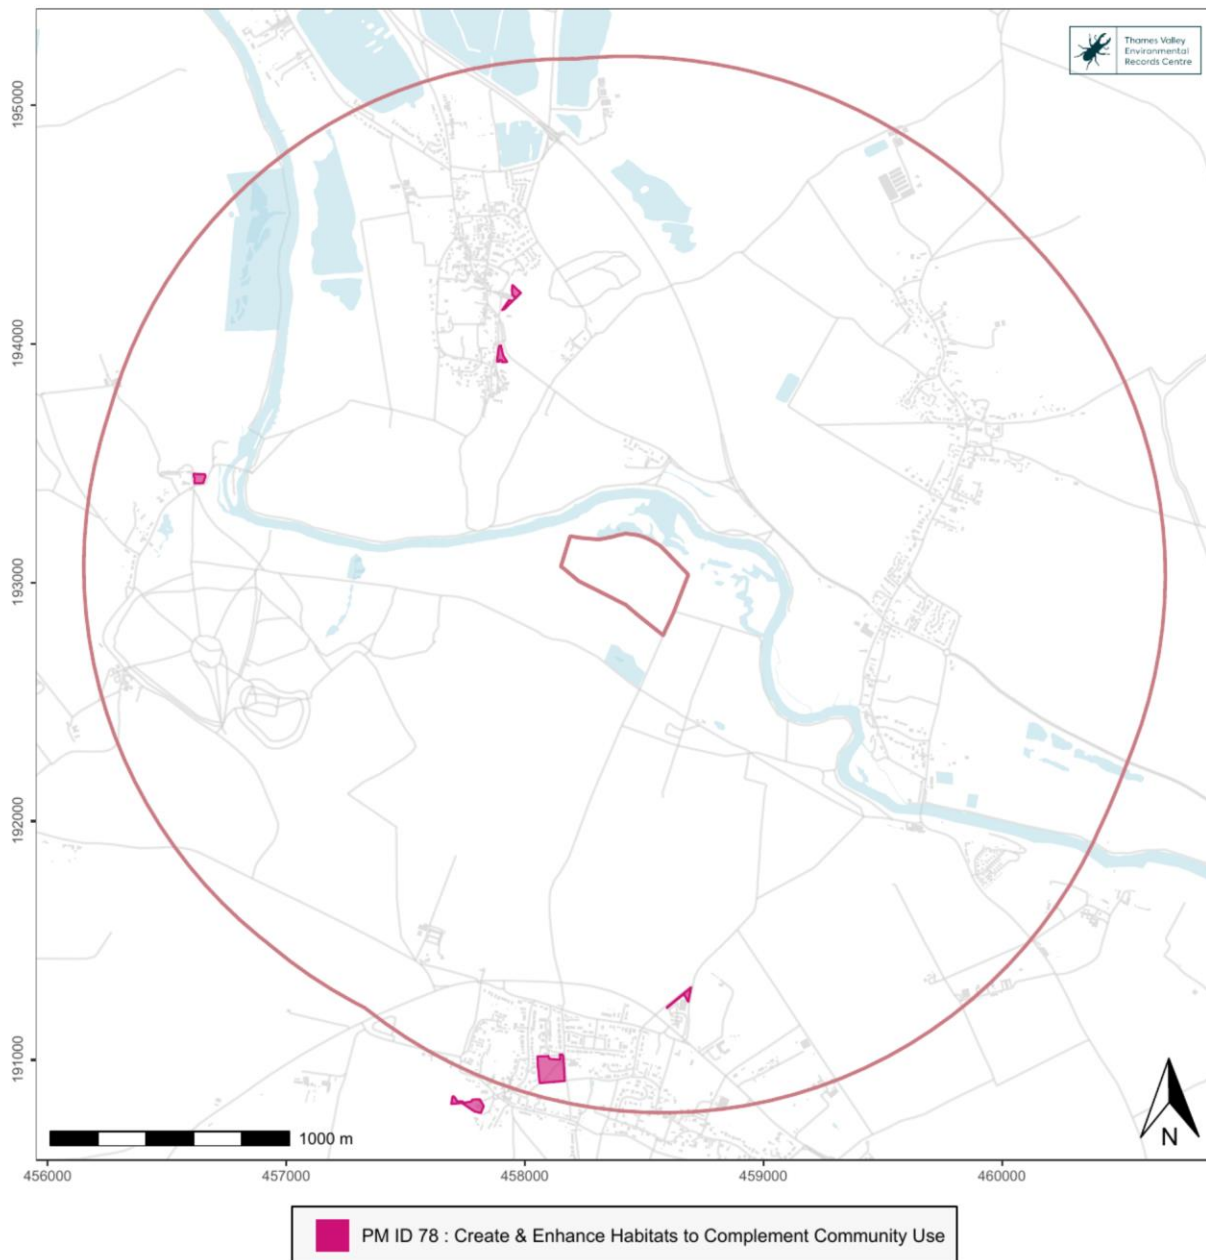 Thames Valley
Environmental
Records Centre
195000
194000
193000
192000
191000
1000 m
N
456000
457000
458000
459000
460000
PM ID 78 : Create & Enhance Habitats to Complement Community Use